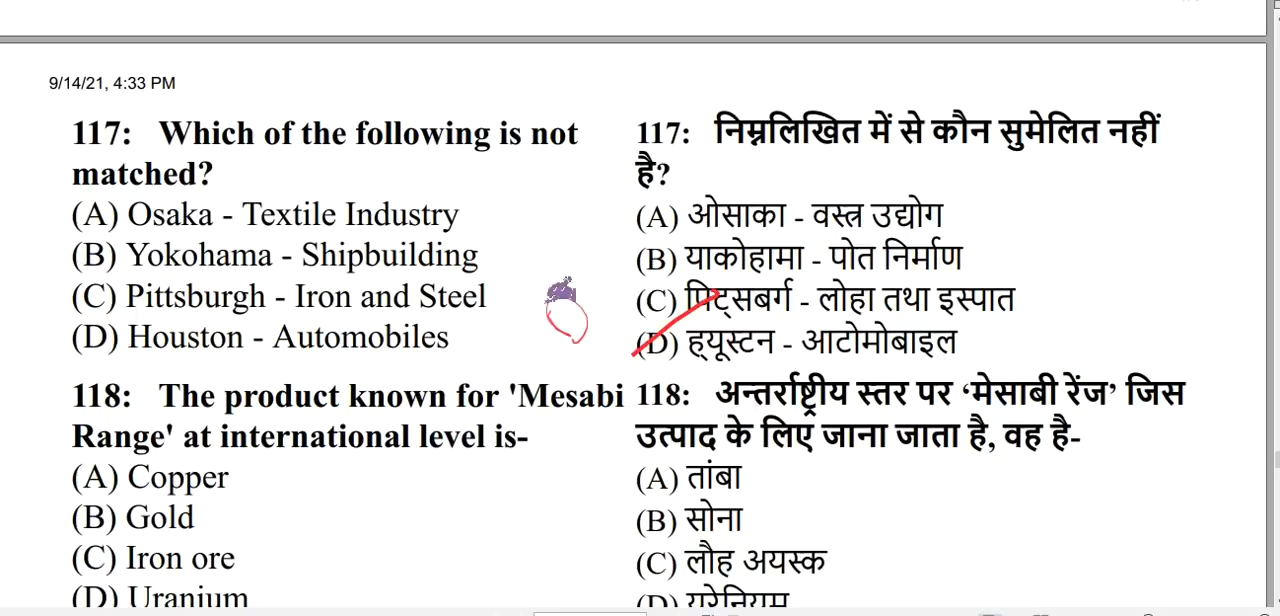 9/14/21, 4:33 PM
117: Which of the following is not
matched?
(A) Osaka - Textile Industry
(B) Yokohama - Shipbuilding
(C) Pittsburgh - Iron and Steel
(D) Houston - Automobiles
118: The product known for 'Mesabi
Range' at international level is-
(A) Copper
(B) Gold
(C) Iron ore
(D) Uranium
117: निम्नलिखित में से कौन सुमेलित नहीं
है?
(A) ओसाका - वस्त्र उद्योग
(B) याकोहामा - पोत निर्माण
(C) पिट्सबर्ग - लोहा तथा इस्पात
(D) ह्यूस्टन - आटोमोबाइल
118: अन्तर्राष्ट्रीय स्तर पर ‘मेसाबी रेंज’ जिस
उत्पाद के लिए जाना जाता है, वह है-
(A) तांबा
(B) सोना
(C) लौह अयस्क
(D) यूरेनियम